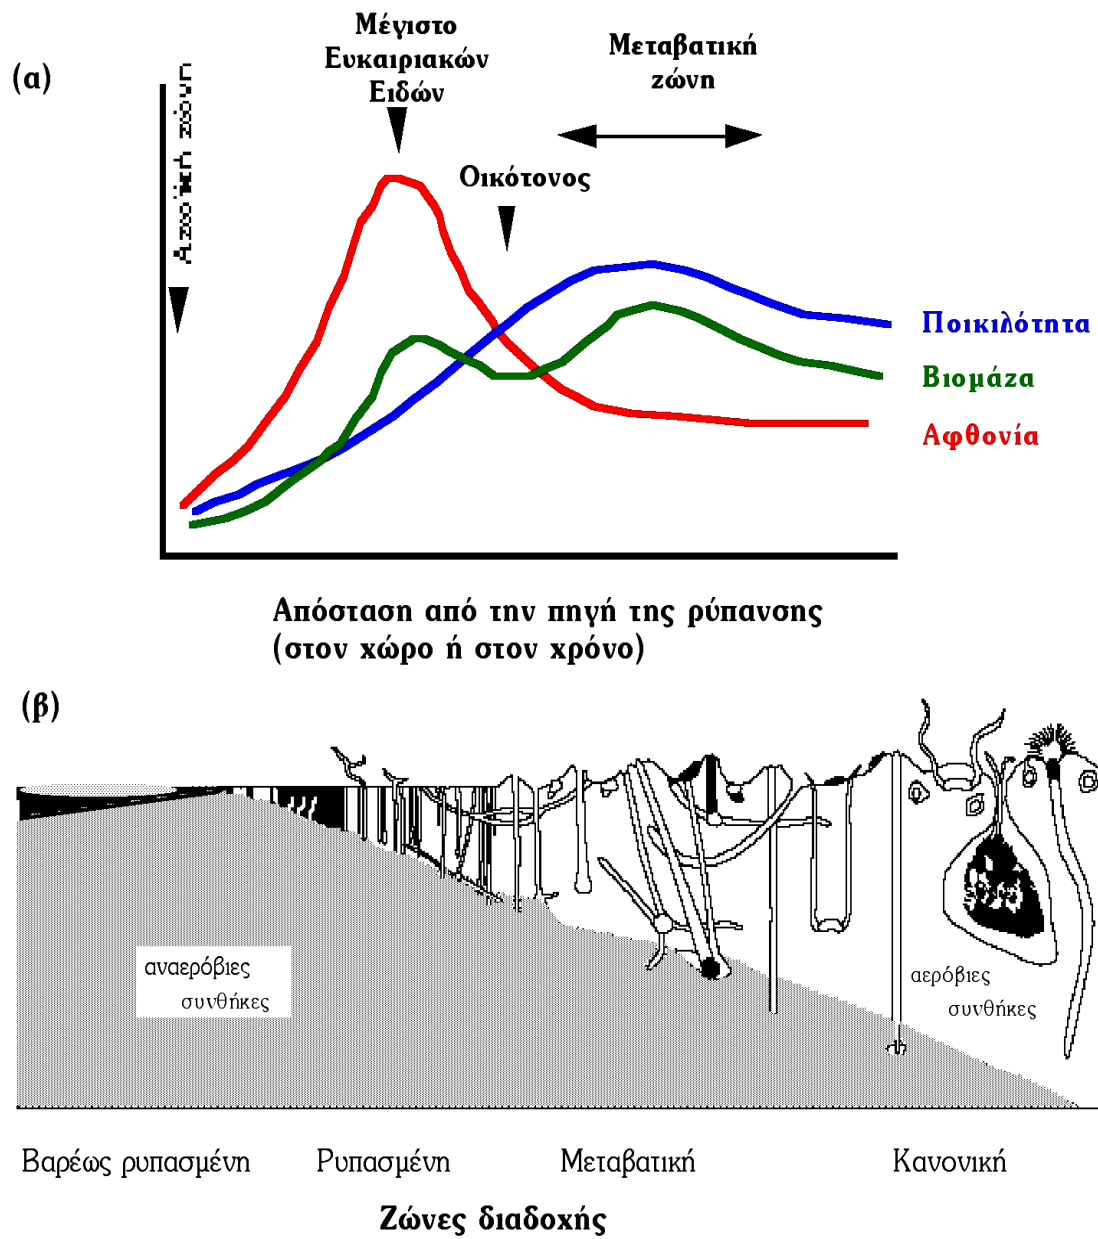 (α)
Μέγιστο
Ευκαιριακών
Ειδών
Μεταβατική
ζώνη
Αζωϊκή ζώνη
Οικότονος
Ποικιλότητα
Βιομάζα
Αφθονία
Απόσταση από την πηγή της ρύπανσης
(στον χώρο ή στον χρόνο)
(β)
αναερόβιες
συνθήκες
αερόβιες
συνθήκες
Βαρέως ρυπασμένη
Ρυπασμένη
Μεταβατική
Κανονική
Ζώνες διαδοχής